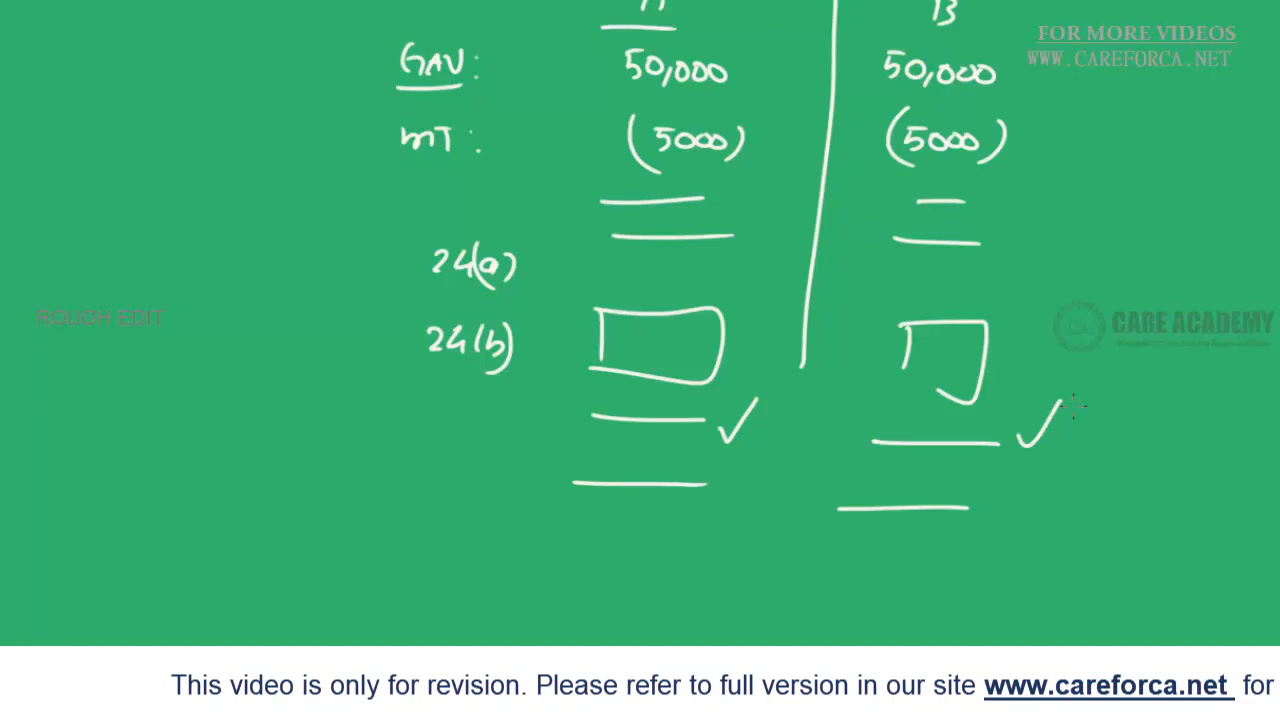 B
FOR MORE VIDEOS
WWW.CAREFORCA.NET
GAV: 50,000 50,000
MT: (5000) (5000)
24(a)
ROUGH EDIT
24(b)
CARE ACADEMY
This video is only for revision. Please refer to full version in our site www.careforca.net for